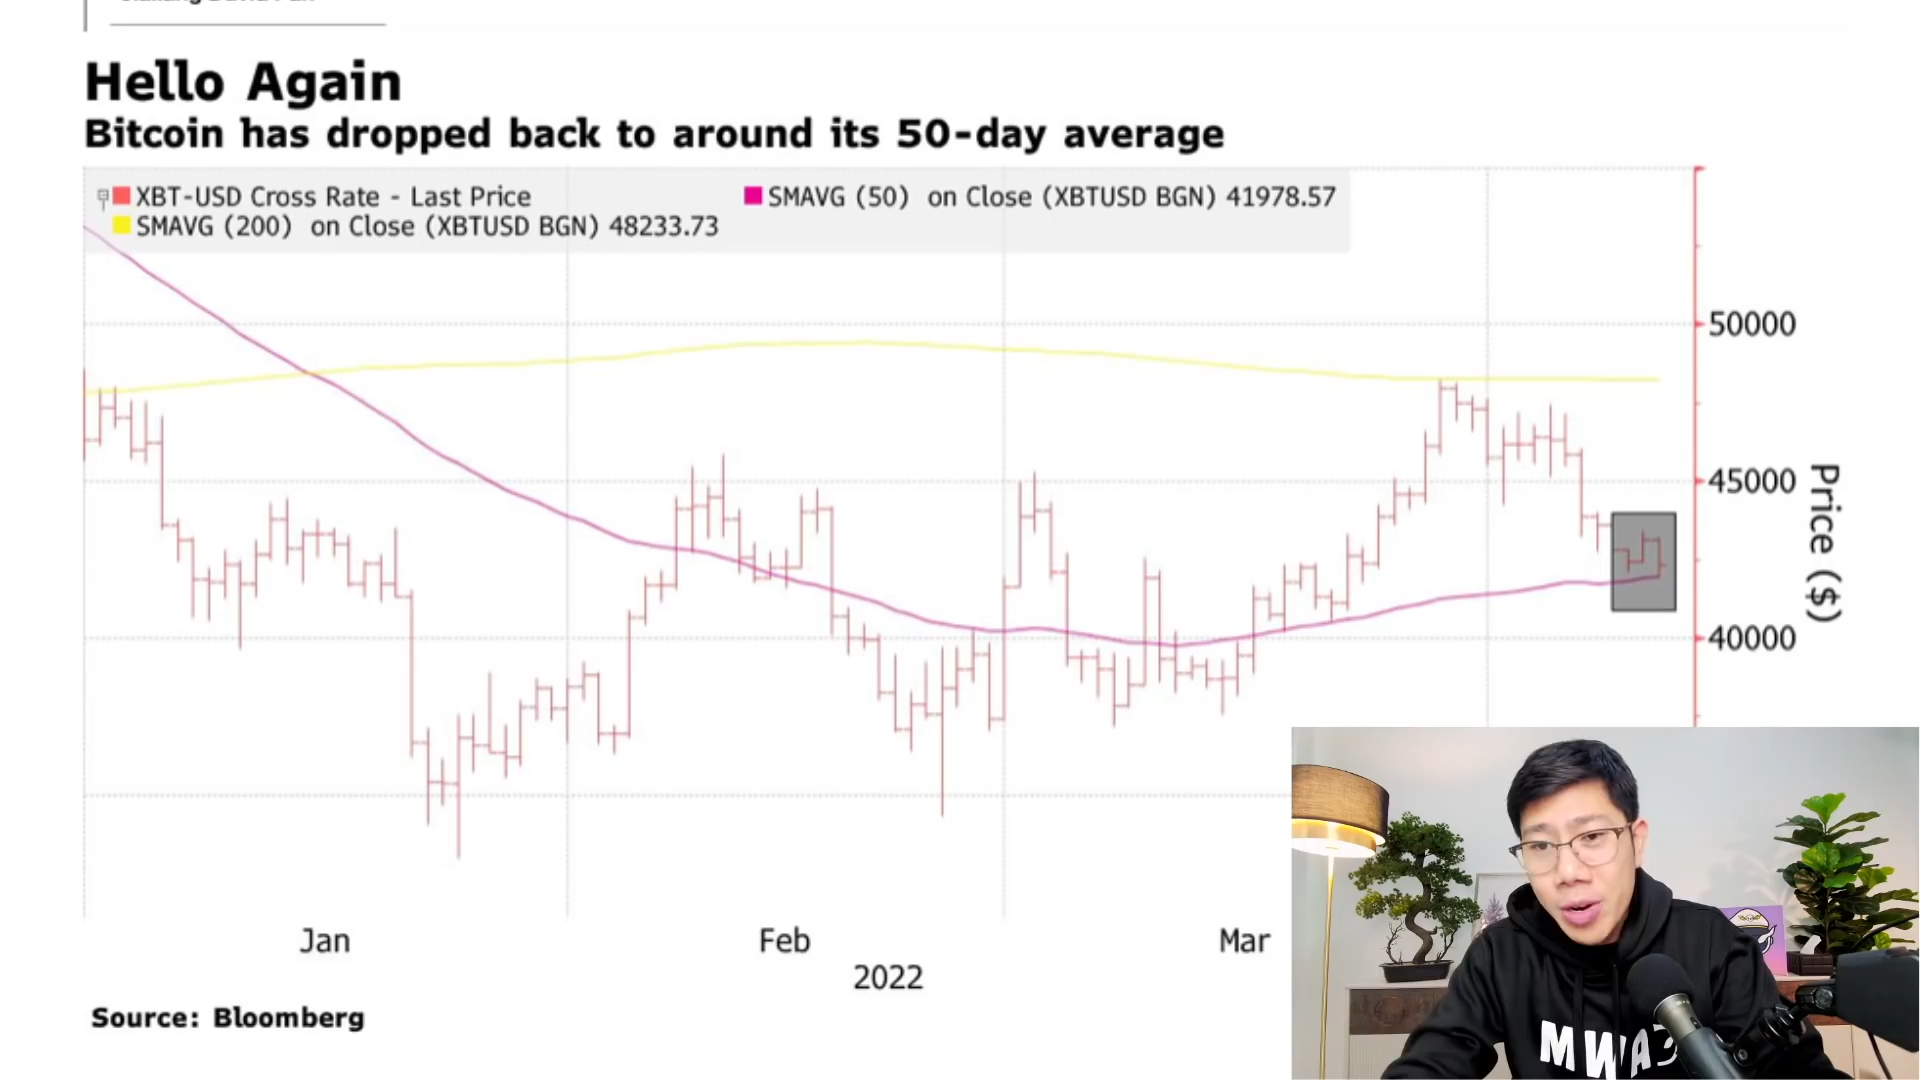 Hello Again
Bitcoin has dropped back to around its 50-day average
XBT-USD Cross Rate - Last Price
SMAVG (50) on Close (XBTUSD BGN) 41978.57
SMAVG (200) on Close (XBTUSD BGN) 48233.73
50000
45000
40000
Price ($)
Jan
Feb
Mar
2022
Source: Bloomberg